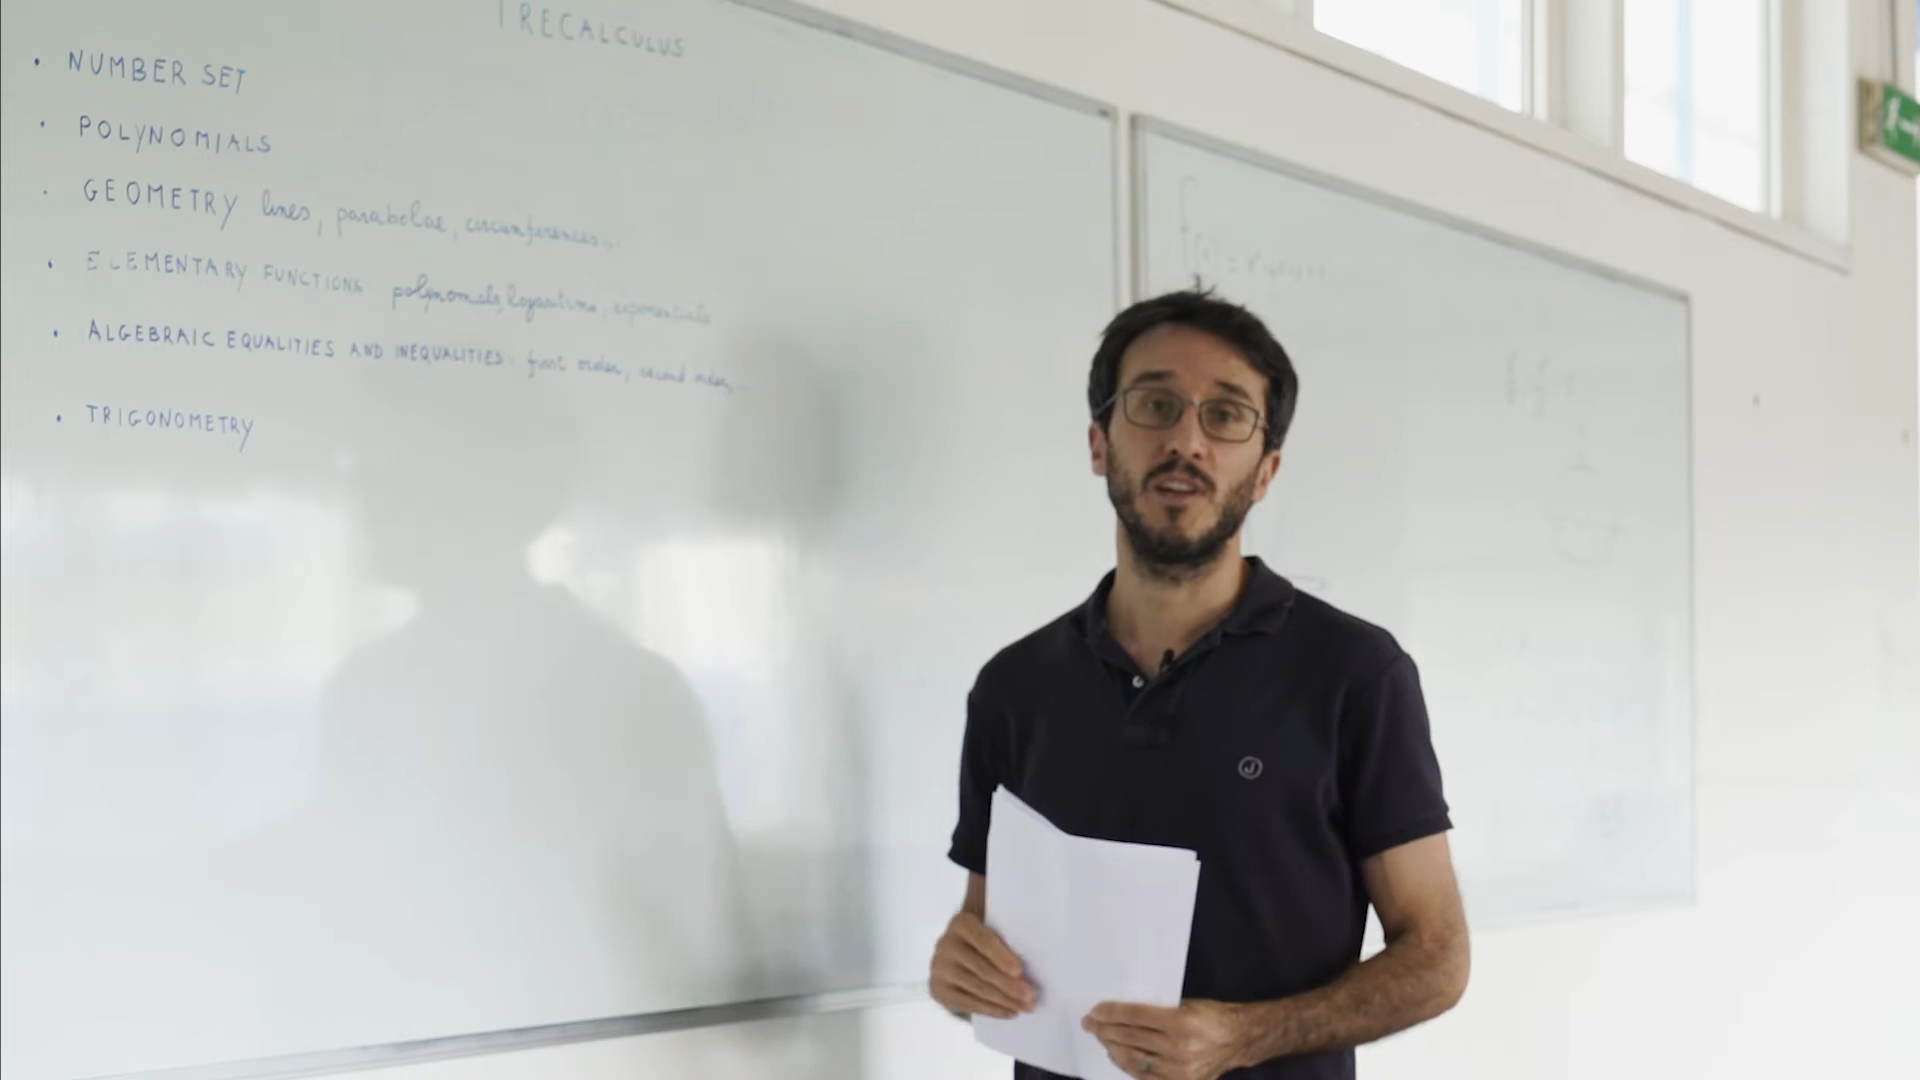 PRECALCULUS
• NUMBER SET
• POLYNOMIALS
• GEOMETRY lines, parabolae, circumferences...
• ELEMENTARY FUNCTIONS polynomials, logarithms, exponentials
• ALGEBRAIC EQUALITIES AND INEQUALITIES: first order, second order,...
• TRIGONOMETRY
J